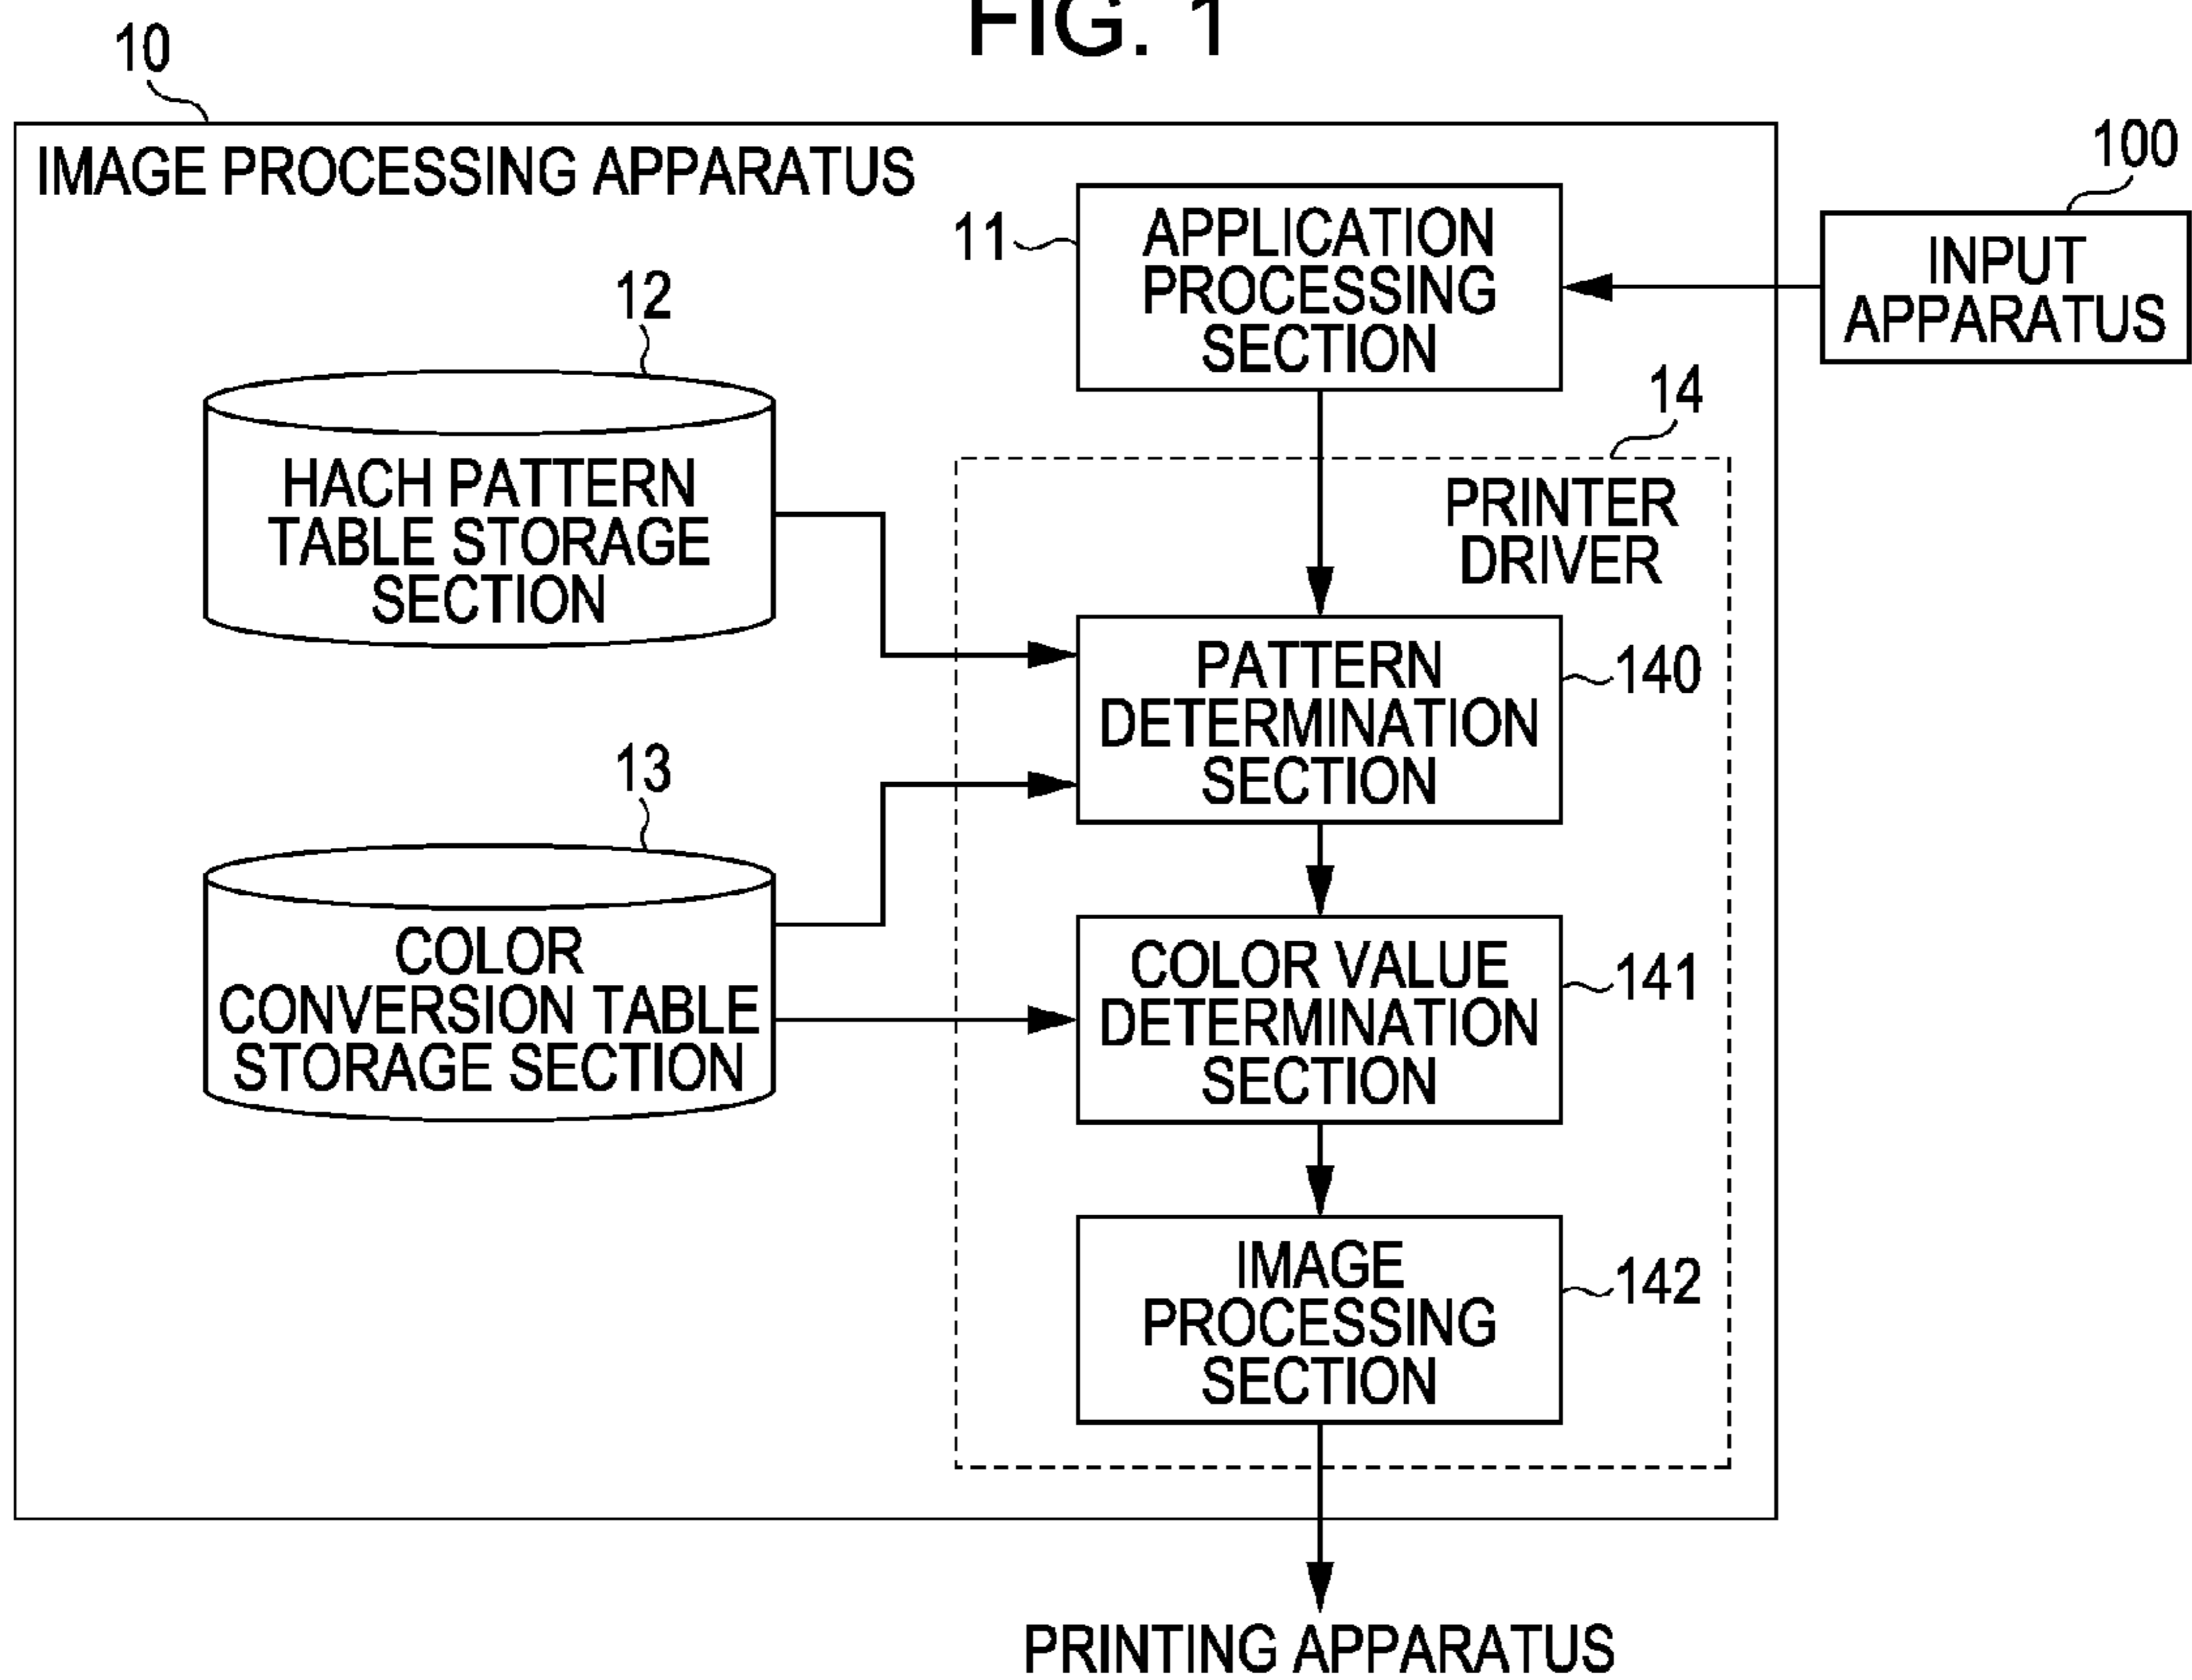 FIG. 1
10
IMAGE PROCESSING APPARATUS
100
INPUT
APPARATUS
11
APPLICATION
PROCESSING
SECTION
12
HACH PATTERN
TABLE STORAGE
SECTION
14
PRINTER
DRIVER
PATTERN
DETERMINATION
SECTION
140
13
COLOR
CONVERSION TABLE
STORAGE SECTION
COLOR VALUE
DETERMINATION
SECTION
141
IMAGE
PROCESSING
SECTION
142
PRINTING APPARATUS